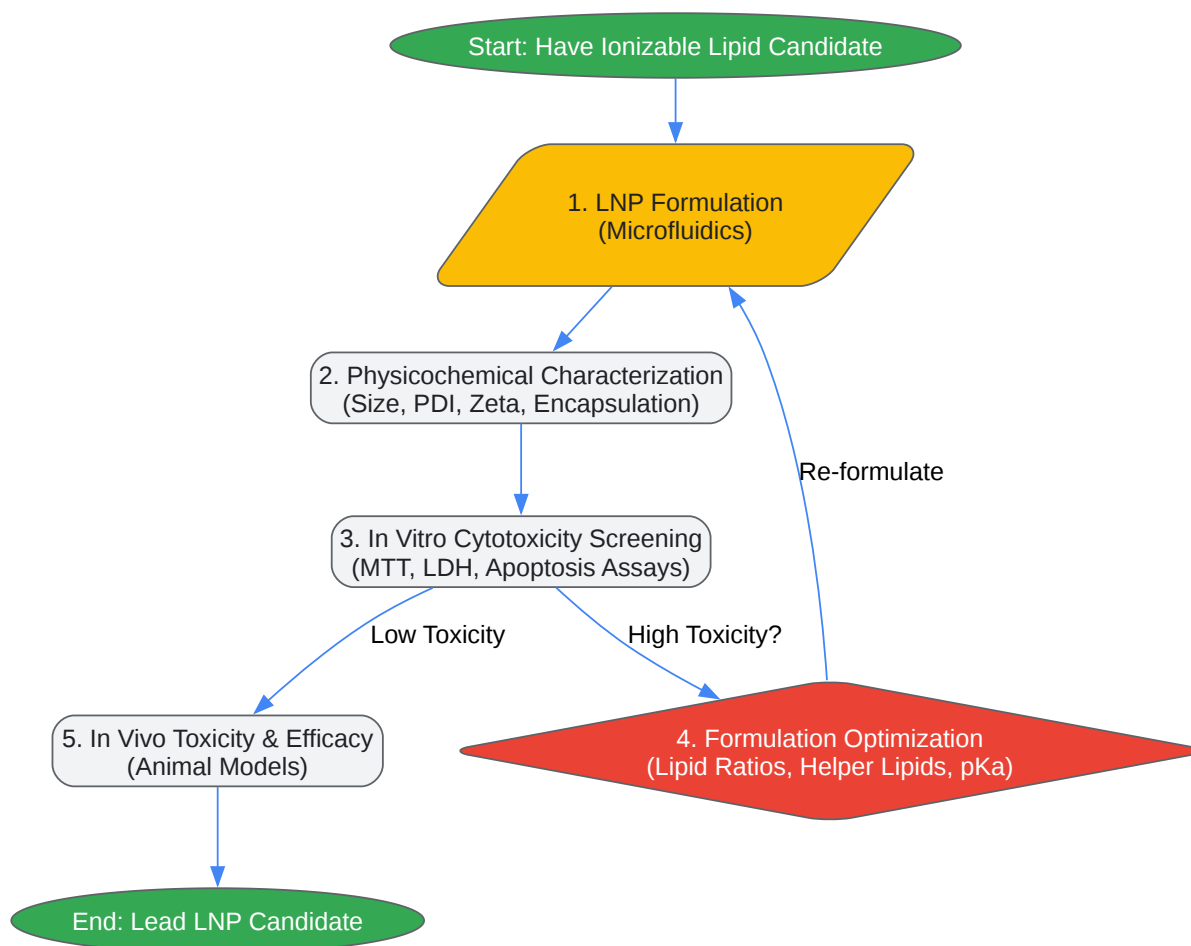 Start: Have Ionizable Lipid Candidate
1. LNP Formulation
(Microfluidics)
2. Physicochemical Characterization
(Size, PDI, Zeta, Encapsulation)
Re-formulate
3. In Vitro Cytotoxicity Screening
(MTT, LDH, Apoptosis Assays)
Low Toxicity
High Toxicity?
4. Formulation Optimization
(Lipid Ratios, Helper Lipids, pKa)
5. In Vivo Toxicity & Efficacy
(Animal Models)
End: Lead LNP Candidate